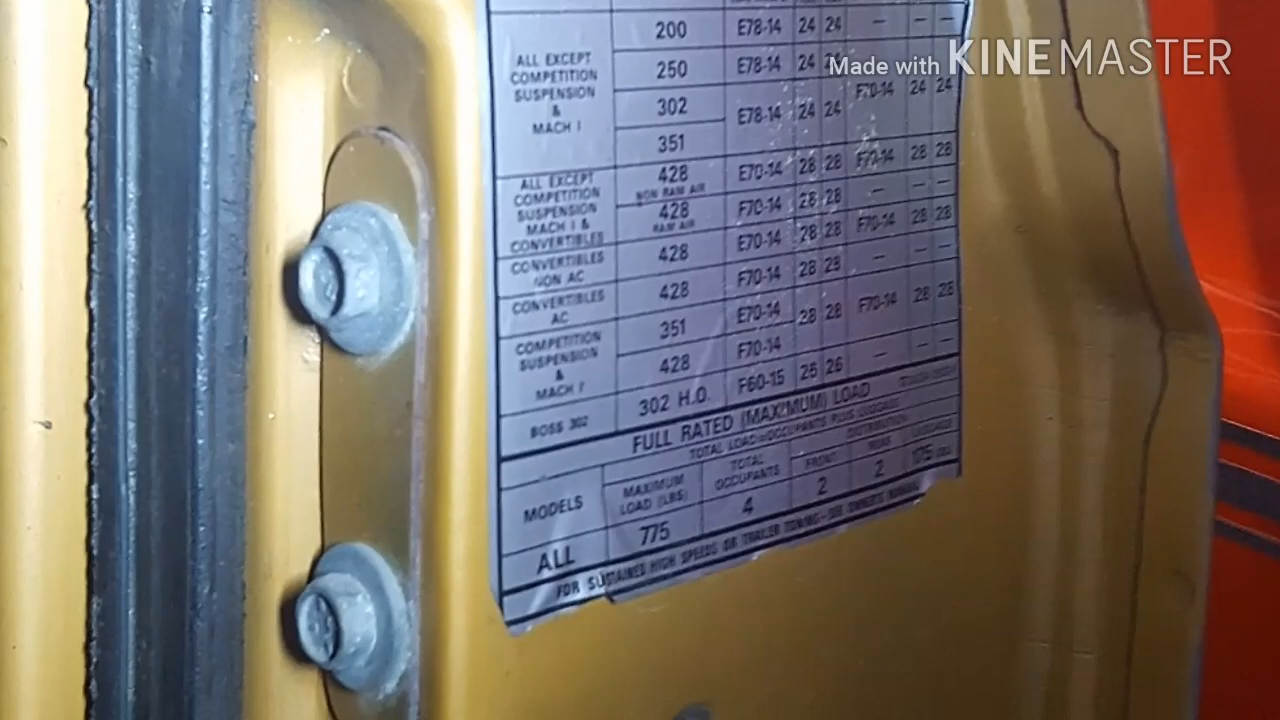 200 E78-14 24 24 — — —
ALL EXCEPT
COMPETITION
SUSPENSION
&
MACH I
250 E78-14 24 24
302 E78-14 24 24 F70-14 24 24
351
Made with KINEMASTER
ALL EXCEPT
COMPETITION
SUSPENSION
MACH I &
CONVERTIBLES
428 E70-14 28 28 F70-14 28 28
NON RAM AIR
428 F70-14 28 28 — — —
RAM AIR
CONVERTIBLES
NON AC
428 E70-14 28 28 F70-14 28 28
CONVERTIBLES
AC
428 F70-14 28 28 — — —
COMPETITION
SUSPENSION
&
MACH I
351 E70-14 28 28 F70-14 28 28
428 F70-14
BOSS 302 302 H.O. F60-15 25 26 — — —
FULL RATED (MAXIMUM) LOAD
TOTAL LOAD=OCCUPANTS PLUS LUGGAGE
DISTRIBUTION
MODELS
MAXIMUM
LOAD (LBS)
TOTAL
OCCUPANTS
FRONT
REAR
LUGGAGE
ALL 775 4 2 2 175
FOR SUSTAINED HIGH SPEEDS OR TRAILER TOWING-SEE OWNER'S MANUAL